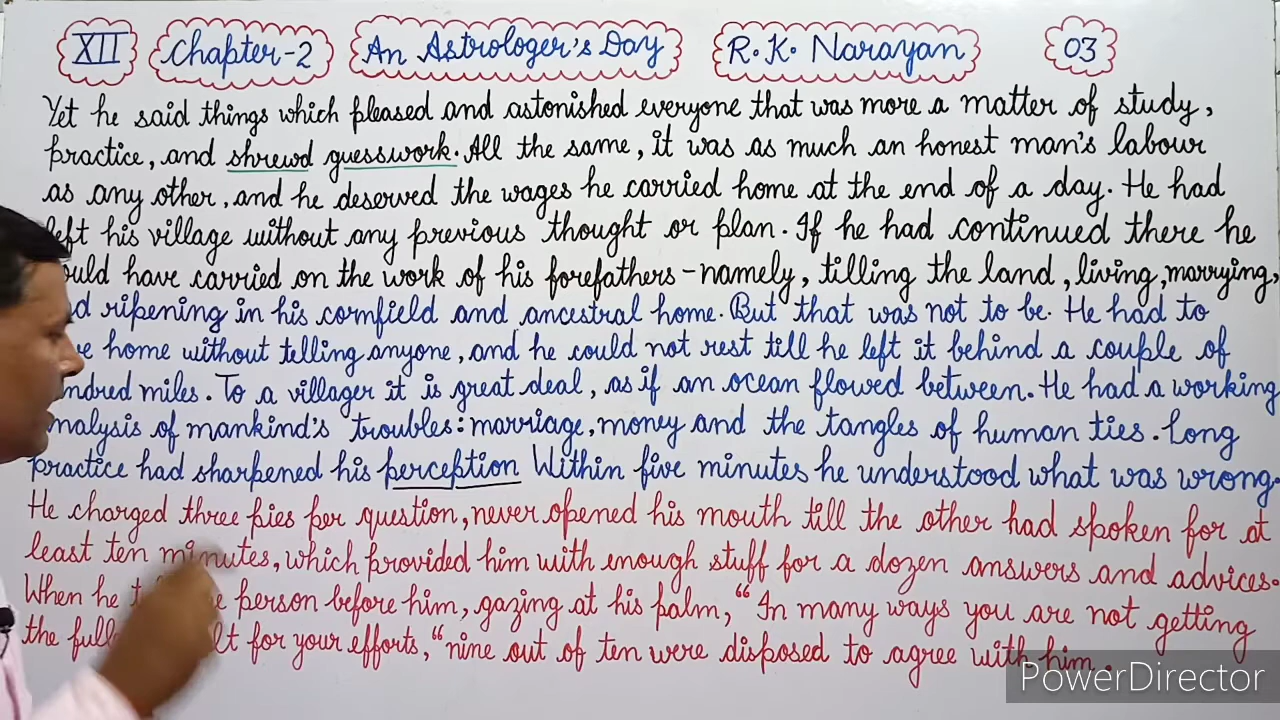 XII Chapter-2 An Astrologer's Day R.K. Narayan 03
Yet he said things which pleased and astonished everyone that was more a matter of study,
practice, and shrewd guesswork. All the same, it was as much an honest man's labour
as any other, and he deserved the wages he carried home at the end of a day. He had
left his village without any previous thought or plan. If he had continued there he
ould have carried on the work of his forefathers - namely, tilling the land, living, marrying,
d ripening in his cornfield and ancestral home. But that was not to be. He had to
e home without telling anyone, and he could not rest till he left it behind a couple of
ndred miles. To a villager it is great deal, as if an ocean flowed between. He had a working
nalysis of mankind's troubles: marriage, money and the tangles of human ties. Long
practice had sharpened his perception Within five minutes he understood what was wrong.
He charged three pies per question, never opened his mouth till the other had spoken for at
least ten minutes, which provided him with enough stuff for a dozen answers and advices.
When he t e person before him, gazing at his palm, "In many ways you are not getting
the full lt for your efforts, "nine out of ten were disposed to agree with him.
PowerDirector